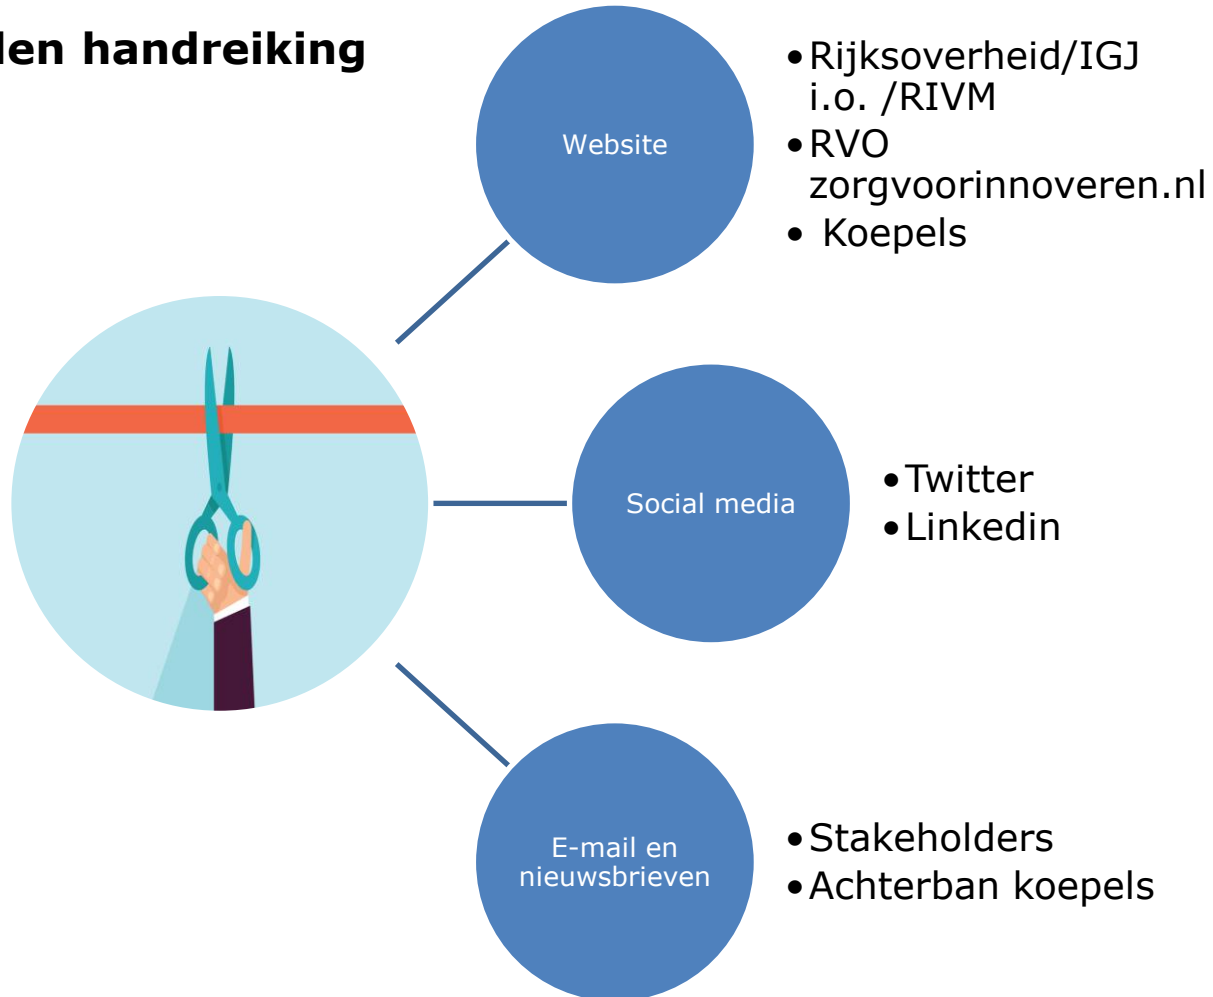 len handreiking
Website
•Rijksoverheid/IGJ
i.o. /RIVM
•RVO
zorgvoorinnoveren.nl
• Koepels
Social media
•Twitter
•Linkedin
E-mail en
nieuwsbrieven
•Stakeholders
•Achterban koepels